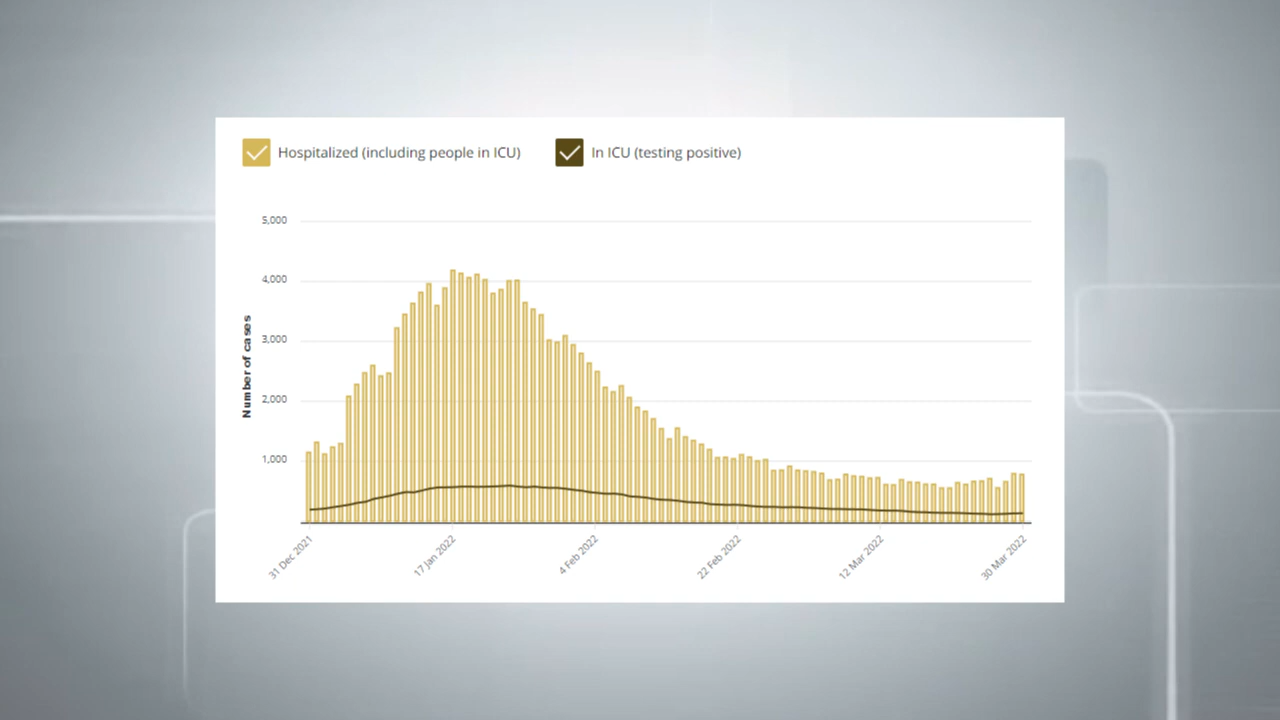 Hospitalized (including people in ICU)
In ICU (testing positive)
5,000
4,000
3,000
2,000
1,000
Number of cases
31 Dec 2021
17 Jan 2022
4 Feb 2022
22 Feb 2022
12 Mar 2022
30 Mar 2022